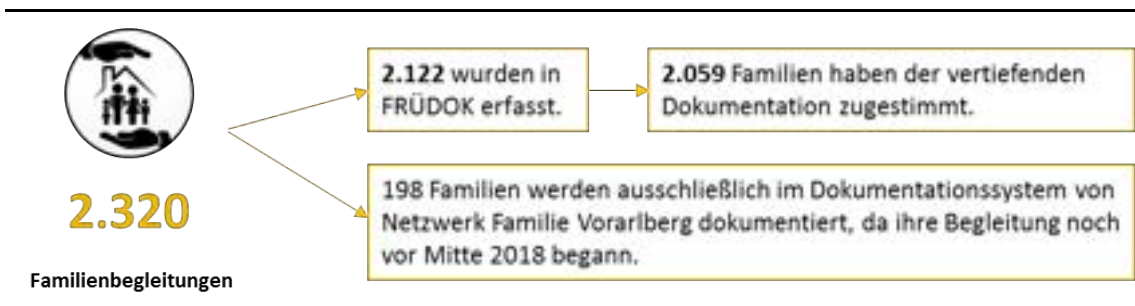 2.320
Familienbegleitungen
2.122 wurden in
FRÜDOK erfasst.
2.059 Familien haben der vertiefenden
Dokumentation zugestimmt.
198 Familien werden ausschließlich im Dokumentationssystem von
Netzwerk Familie Vorarlberg dokumentiert, da ihre Begleitung noch
vor Mitte 2018 begann.